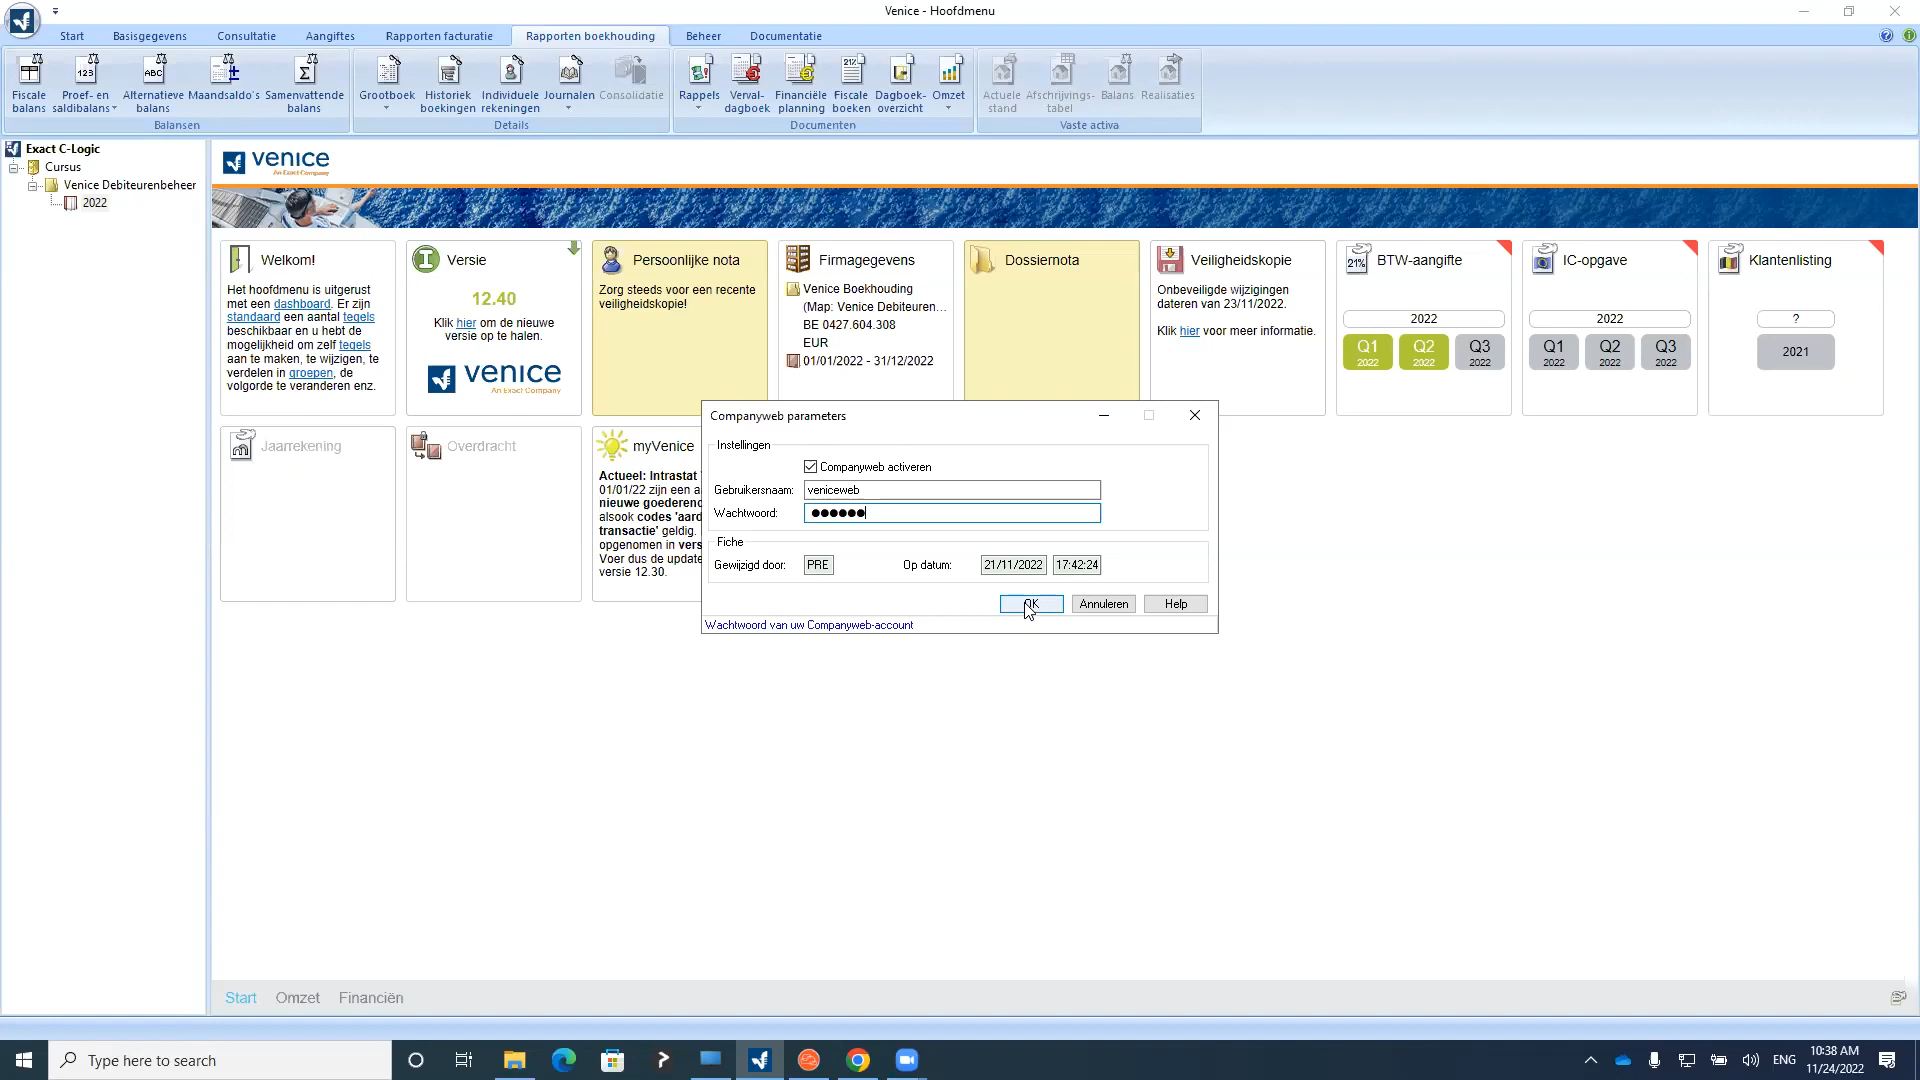 Venice - Hoofdmenu
Start Basisgegevens Consultatie Aangiftes Rapporten facturatie Rapporten boekhouding Beheer Documentatie
Fiscale balans
Proef- en saldibalans
Alternatieve balans
Maandsaldo's
Samenvattende balans
Balansen
Grootboek
Historiek boekingen
Individuele rekeningen
Journalen
Consolidatie
Details
Rappels
Verval-dagboek
Financiële planning
Fiscale boeken
Dagboek-overzicht
Omzet
Documenten
Actuele stand
Afschrijvings-tabel
Balans
Realisaties
Vaste activa
Exact C-Logic
Cursus
Venice Debiteurenbeheer
2022
venice
An Exact Company
Welkom!
Het hoofdmenu is uitgerust
met een dashboard. Er zijn
standaard een aantal tegels
beschikbaar en u hebt de
mogelijkheid om zelf tegels
aan te maken, te wijzigen, te
verdelen in groepen, de
volgorde te veranderen enz.
Versie
12.40
Klik hier om de nieuwe
versie op te halen.
venice
An Exact Company
Persoonlijke nota
Zorg steeds voor een recente
veiligheidskopie!
Firmagegevens
Venice Boekhouding
(Map: Venice Debiteuren...
BE 0427.604.308
EUR
01/01/2022 - 31/12/2022
Dossiernota
Veiligheidskopie
Onbeveiligde wijzigingen
dateren van 23/11/2022.
Klik hier voor meer informatie.
21%
BTW-aangifte
2022
Q1 2022
Q2 2022
Q3 2022
IC-opgave
2022
Q1 2022
Q2 2022
Q3 2022
Klantenlisting
?
2021
Jaarrekening
Overdracht
myVenice
Actueel: Intrastat
01/01/22 zijn een a
nieuwe goederenc
alsook codes 'aard
transactie' geldig.
opgenomen in vers
Voer dus de update
versie 12.30.
Companyweb parameters
Instellingen
Companyweb activeren
Gebruikersnaam: veniceweb
Wachtwoord: ●●●●●●
Fiche
Gewijzigd door: PRE Op datum: 21/11/2022 17:42:24
OK Annuleren Help
Wachtwoord van uw Companyweb-account
Start Omzet Financiën
Type here to search
ENG
10:38 AM
11/24/2022